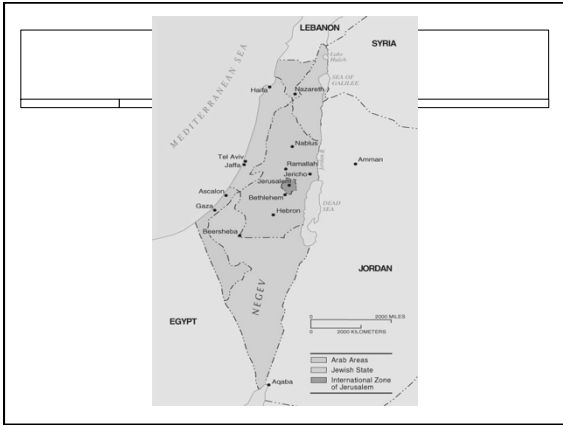 LEBANON
SYRIA
MEDITERRANEAN SEA
Lake
Huleh
SEA OF
GALILEE
Haifa
Nazareth
Nablus
Jordan R.
Tel Aviv
Jaffa
Ramallah
Jericho
Amman
Jerusalem
Ascalon
Bethlehem
Gaza
Hebron
DEAD
SEA
Beersheba
JORDAN
NEGEV
EGYPT
0 2000 MILES
0 3000 KILOMETERS
Arab Areas
Jewish State
International Zone
of Jerusalem
Aqaba